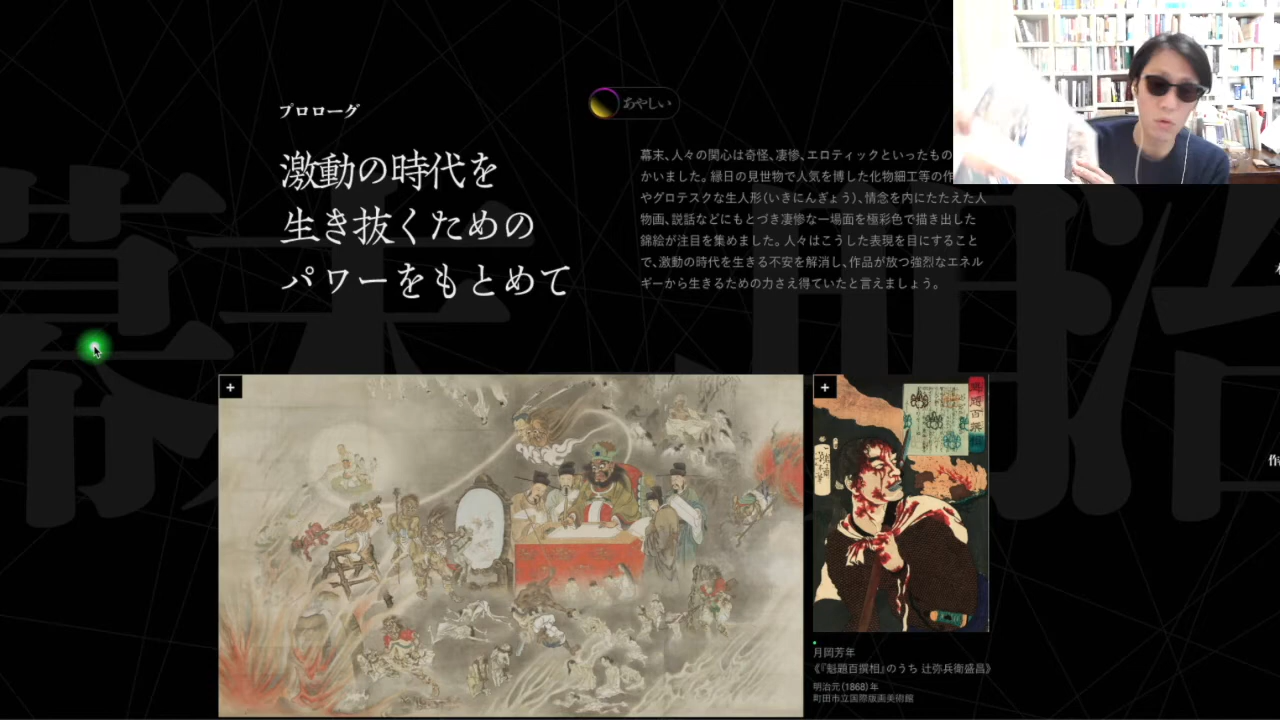 プロローグ
激動の時代を
生き抜くための
パワーをもとめて
あやしい
幕末、人々の関心は奇怪、凄惨、エロティックといったもの
かいました。縁日の見世物で人気を博した化物細工等の作
やグロテスクな生人形(いきにんぎょう)、情念を内にたたえた人
物画、説話などにもとづき凄惨な一場面を極彩色で描き出した
錦絵が注目を集めました。人々はこうした表現を目にすること
で、激動の時代を生きる不安を解消し、作品が放つ強烈なエネル
ギーから生きるための力さえ得ていたと言えましょう。
幕末
明治
作
魁題百撰相
月岡芳年
《『魁題百撰相』のうち 辻弥兵衛盛昌》
明治元(1868)年
町田市立国際版画美術館